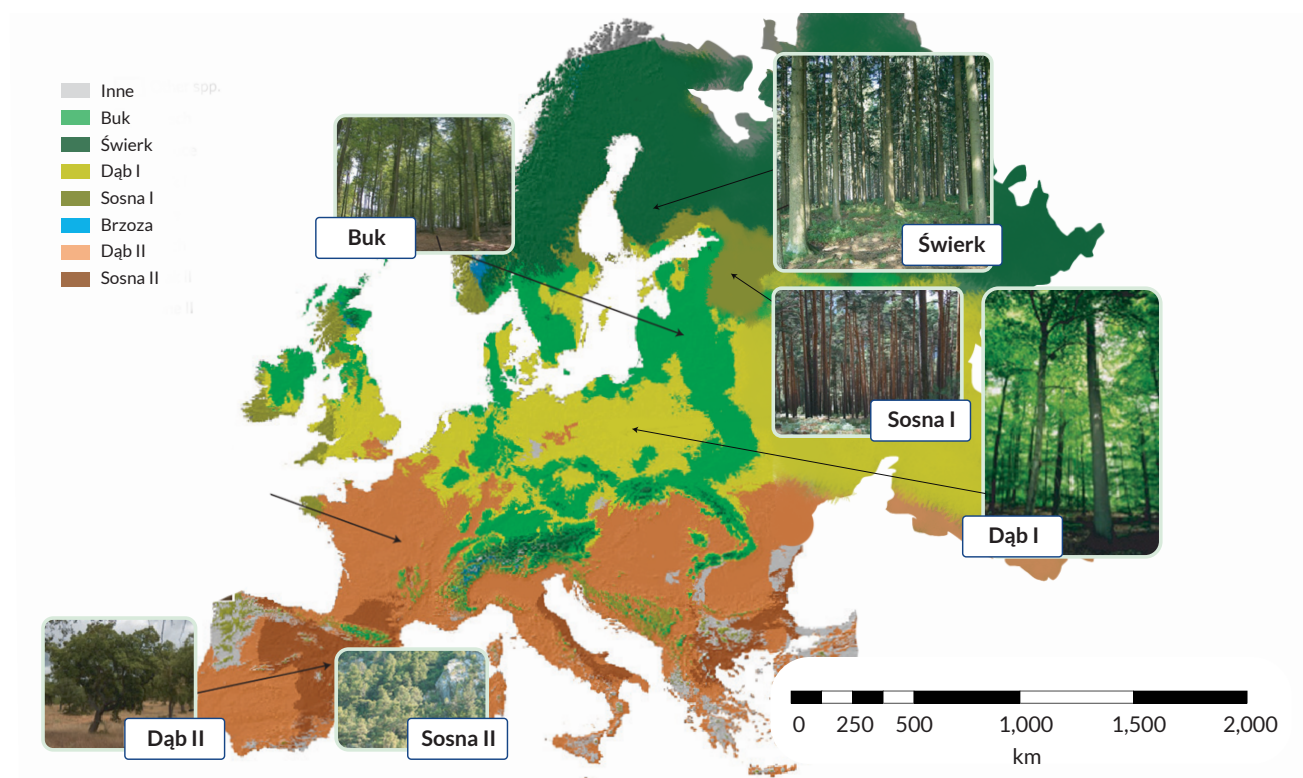 Inne
spp.
Buk
Świerk
Dąb I
Sosna I
Brzoza
Dąb II
Sosna II
Buk
Świerk
Sosna I
Dąb I
Dąb II
Sosna II
0 250 500 1,000 1,500 2,000
km